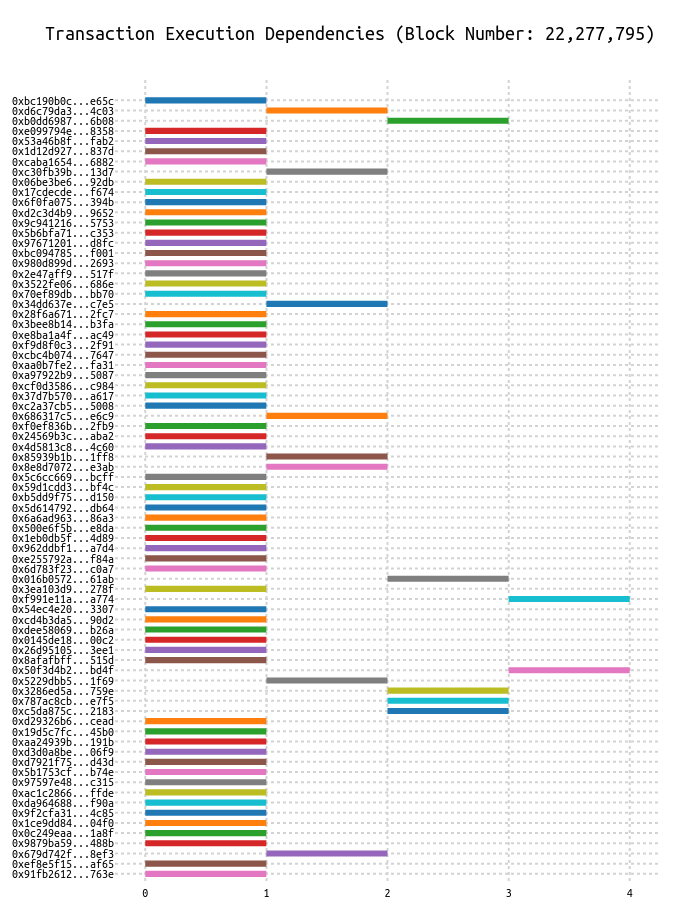 Transaction Execution Dependencies (Block Number: 22,277,795)
0xbc190b0c...e65c
0xd6c79da3...4c03
0xb0dd6987...6b08
0xe099794e...8358
0x53a46b8f...fab2
0x1d12d927...837d
0xcaba1654...6882
0xc30fb39b...13d7
0x06be3be6...92db
0x17cdecde...f674
0x6f0fa075...394b
0xd2c3d4b9...9652
0x9c941216...5753
0x5b6bfa71...c353
0x97671201...d8fc
0xbc094785...f001
0x980d899d...2693
0x2e47aff9...517f
0x3522fe06...686e
0x70ef89db...bb70
0x34dd637e...c7e5
0x28f6a671...2fc7
0x3bee8b14...b3fa
0xe8ba1a4f...ac49
0xf9d8f0c3...2f91
0xcbc4b074...7647
0xaa0b7fe2...fa31
0xa97922b9...5087
0xcf0d3586...c984
0x37d7b570...a617
0xc2a37cb5...5008
0x686317c5...e6c9
0xf0ef836b...2fb9
0x24569b3c...aba2
0x4d5813c8...4c60
0x85939b1b...1ff8
0x8e8d7072...e3ab
0x5c6cc669...bcff
0x59d1cdd3...bf4c
0xb5dd9f75...d150
0x5d614792...db64
0x6a6ad963...86a3
0x500e6f5b...e8da
0x1eb0db5f...4d89
0x962ddbf1...a7d4
0xe255792a...f84a
0x6d783f23...c0a7
0x016b0572...61ab
0x3ea103d9...278f
0xf991e11a...a774
0x54ec4e20...3307
0xcd4b3da5...90d2
0xdee58069...b26a
0x0145de18...00c2
0x26d95105...3ee1
0x8afafbff...515d
0x50f3d4b2...bd4f
0x5229dbb5...1f69
0x3286ed5a...759e
0x787ac8cb...e7f5
0xc5da875c...2183
0xd29326b6...cead
0x19d5c7fc...45b0
0xaa24939b...191b
0xd3d0a8be...06f9
0xd7921f75...d43d
0x5b1753cf...b74e
0x97597e48...c315
0xac1c2866...ffde
0xda964688...f90a
0x9f2cfa31...4c85
0x1ce9dd84...04f0
0x0c249eaa...1a8f
0x9879ba59...488b
0x679d742f...8ef3
0xef8e5f15...af65
0x91fb2612...763e
0 1 2 3 4